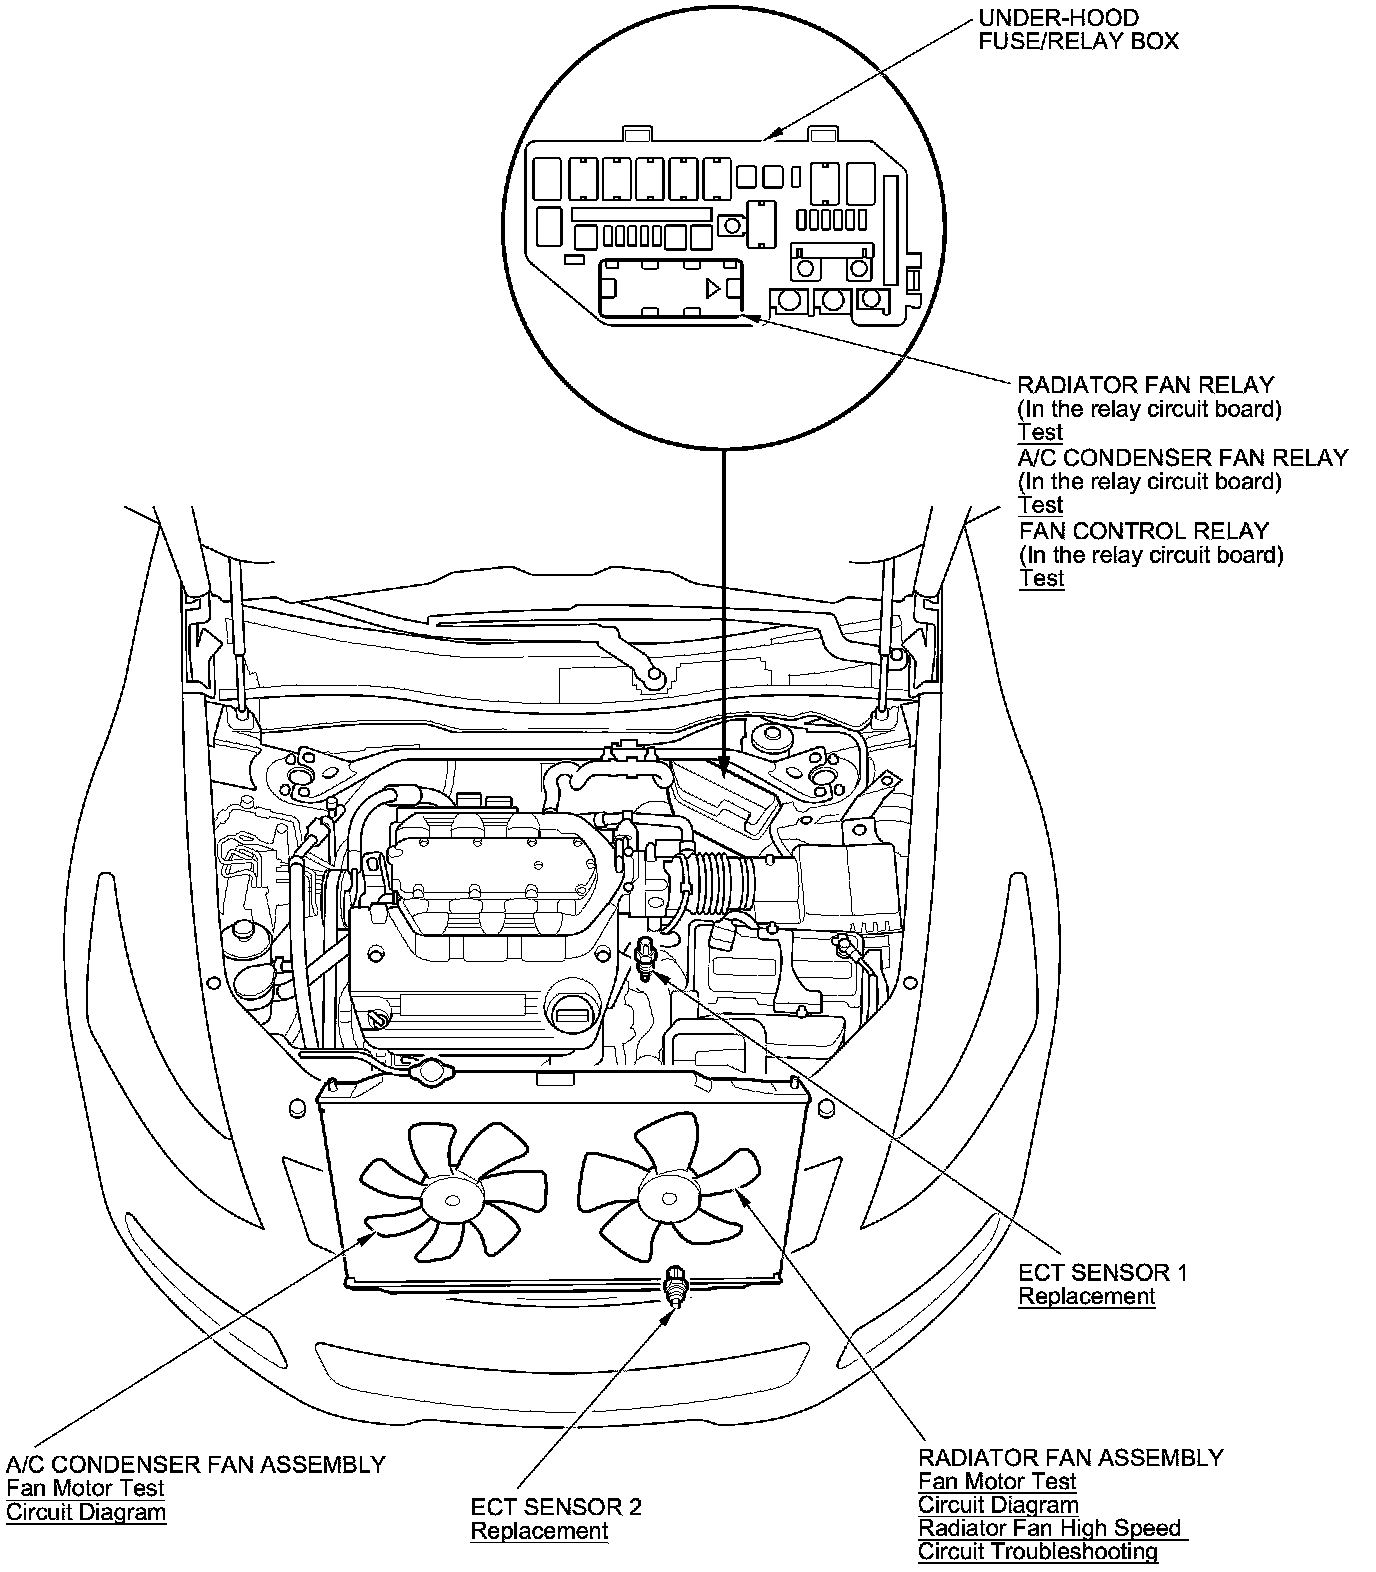 UNDER-HOOD
FUSE/RELAY BOX
RADIATOR FAN RELAY
(In the relay circuit board)
Test
A/C CONDENSER FAN RELAY
(In the relay circuit board)
Test
FAN CONTROL RELAY
(In the relay circuit board)
Test
ECT SENSOR 1
Replacement
A/C CONDENSER FAN ASSEMBLY
Fan Motor Test
Circuit Diagram
ECT SENSOR 2
Replacement
RADIATOR FAN ASSEMBLY
Fan Motor Test
Circuit Diagram
Radiator Fan High Speed
Circuit Troubleshooting